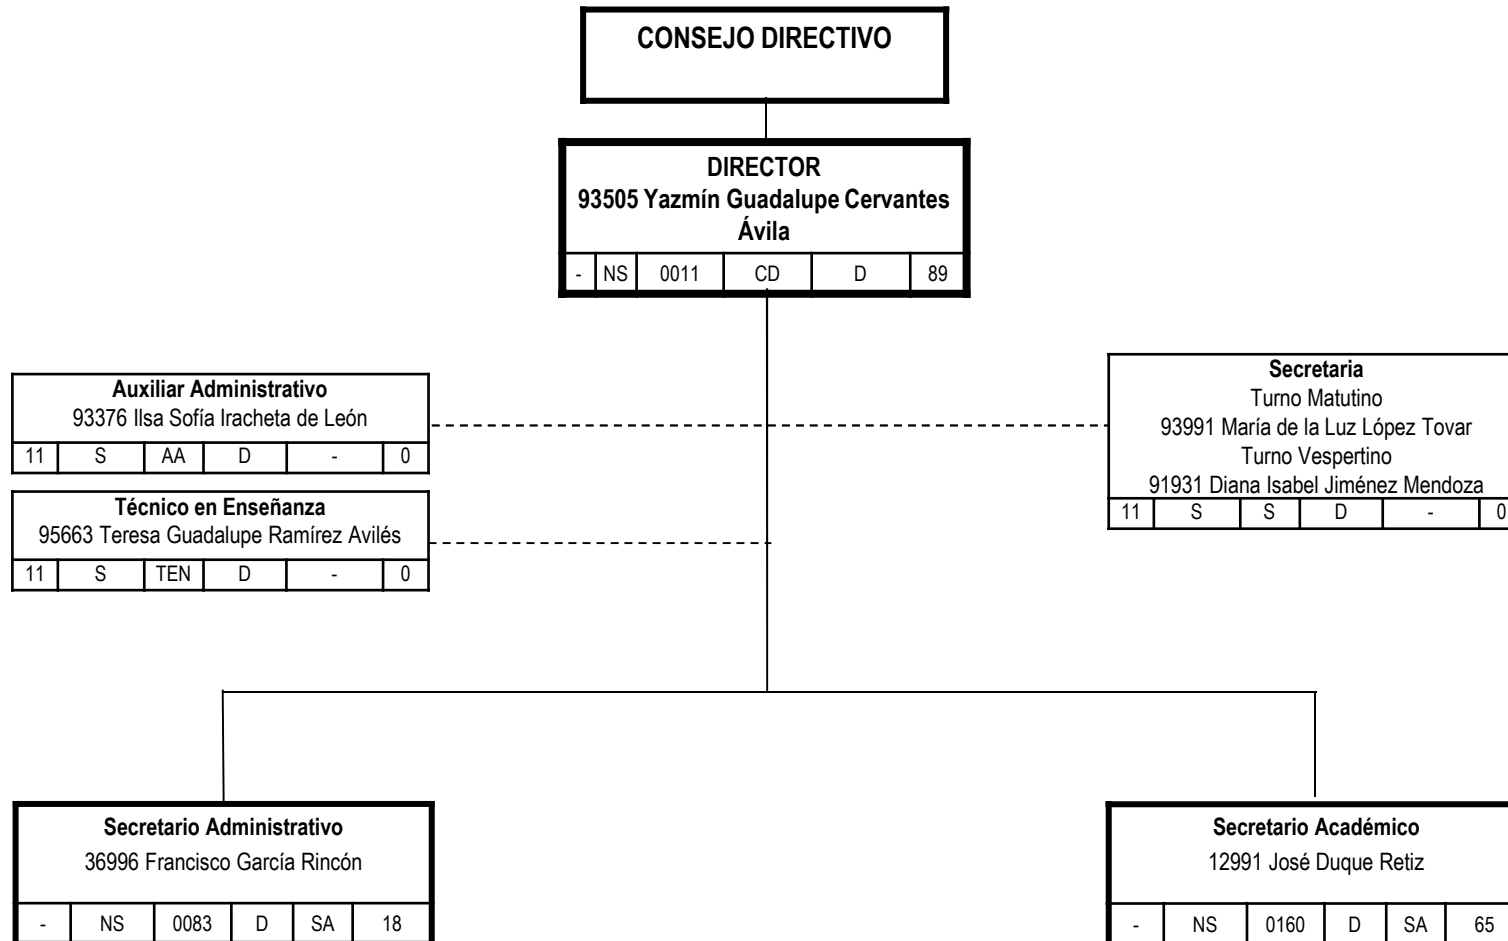 CONSEJO DIRECTIVO
DIRECTOR
93505 Yazmín Guadalupe Cervantes
Ávila
- NS 0011 CD D 89
Auxiliar Administrativo
93376 Ilsa Sofía Iracheta de León
11 S AA D - 0
Técnico en Enseñanza
95663 Teresa Guadalupe Ramírez Avilés
11 S TEN D - 0
Secretaria
Turno Matutino
93991 María de la Luz López Tovar
Turno Vespertino
91931 Diana Isabel Jiménez Mendoza
11 S S D - 0
Secretario Administrativo
36996 Francisco García Rincón
- NS 0083 D SA 18
Secretario Académico
12991 José Duque Retiz
- NS 0160 D SA 65